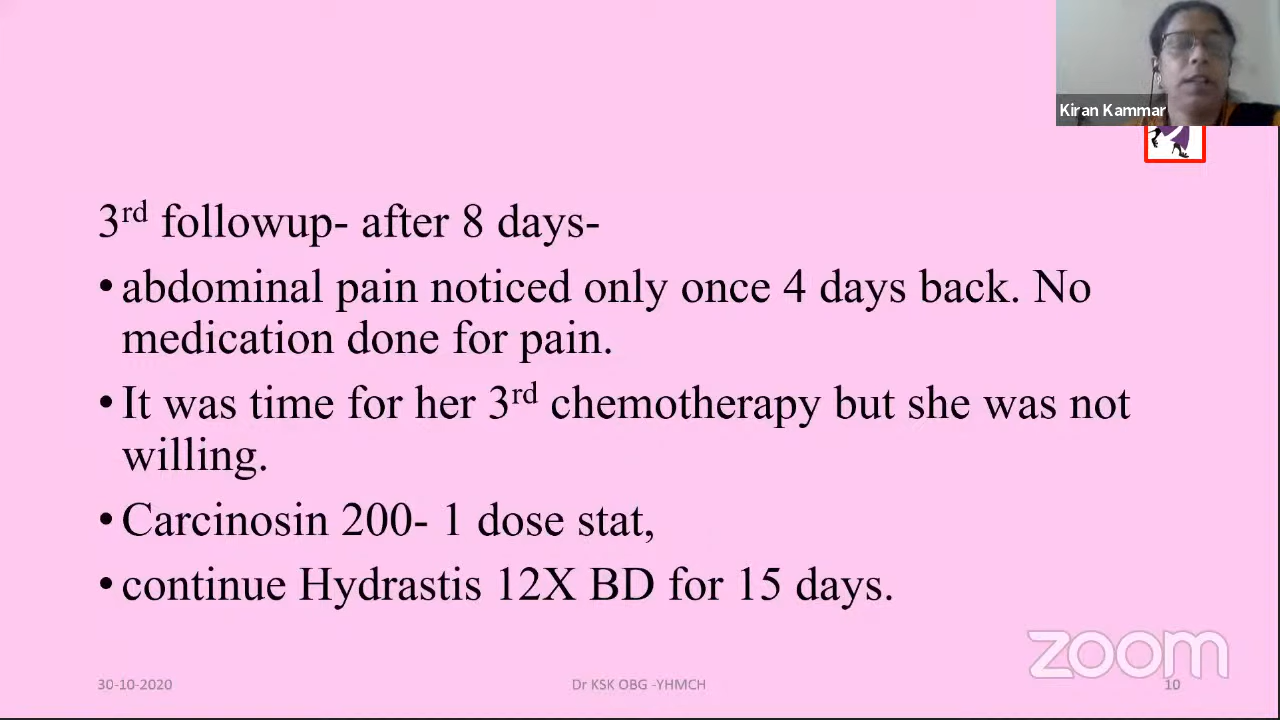 Kiran Kammar
3rd followup- after 8 days-
•abdominal pain noticed only once 4 days back. No
medication done for pain.
•It was time for her 3rd chemotherapy but she was not
willing.
•Carcinosin 200- 1 dose stat,
•continue Hydrastis 12X BD for 15 days.
zoom
30-10-2020
Dr KSK OBG -YHMCH
10